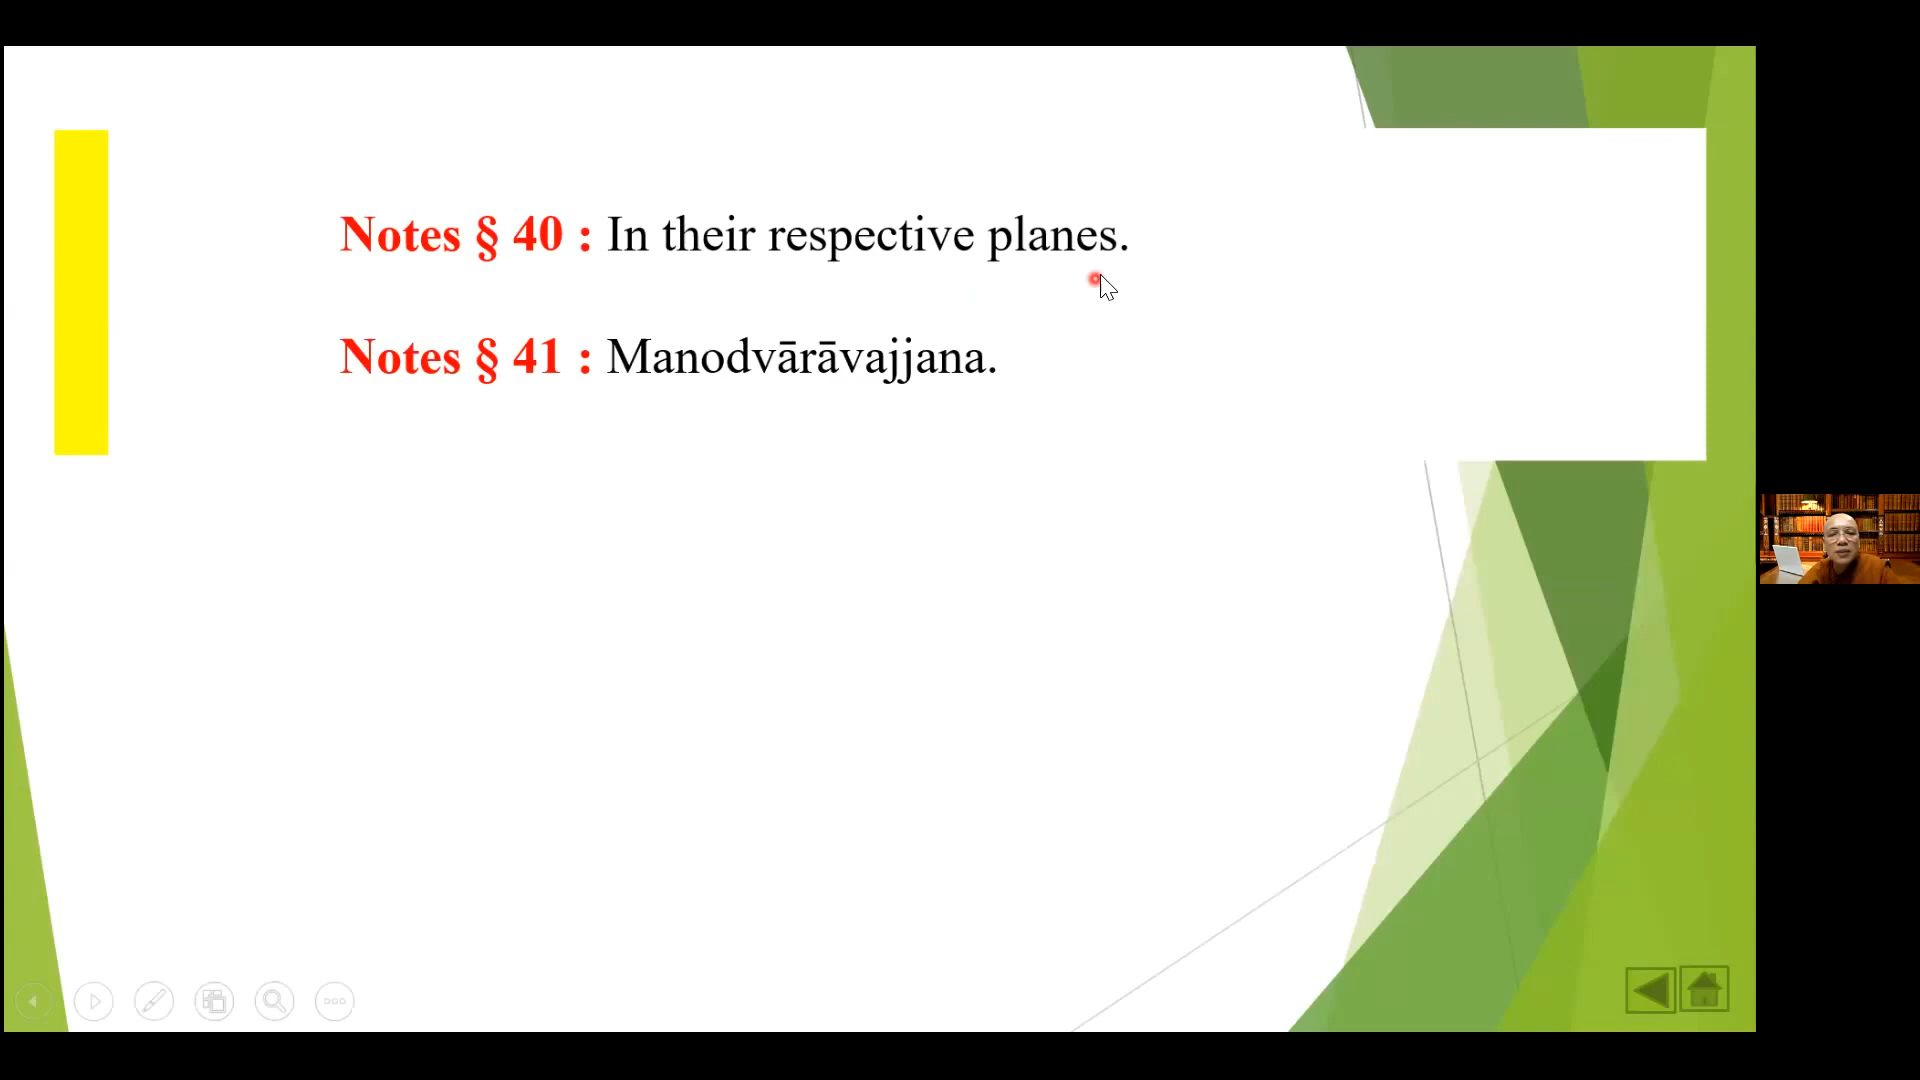 Notes § 40 : In their respective planes.
Notes § 41 : Manodvārāvajjana.